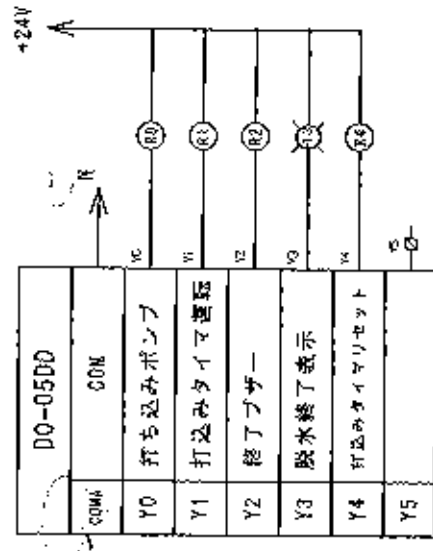 +24V
N
DO-05DD
COMA COM
Y0 打ち込みポンプ Y0 R0
Y1 打込みタイマ運転 Y1 R1
Y2 終了ブザー Y2 R2
Y3 脱水終了表示 Y3
Y4 打込みタイマリセット Y4 R4
Y5 Y5